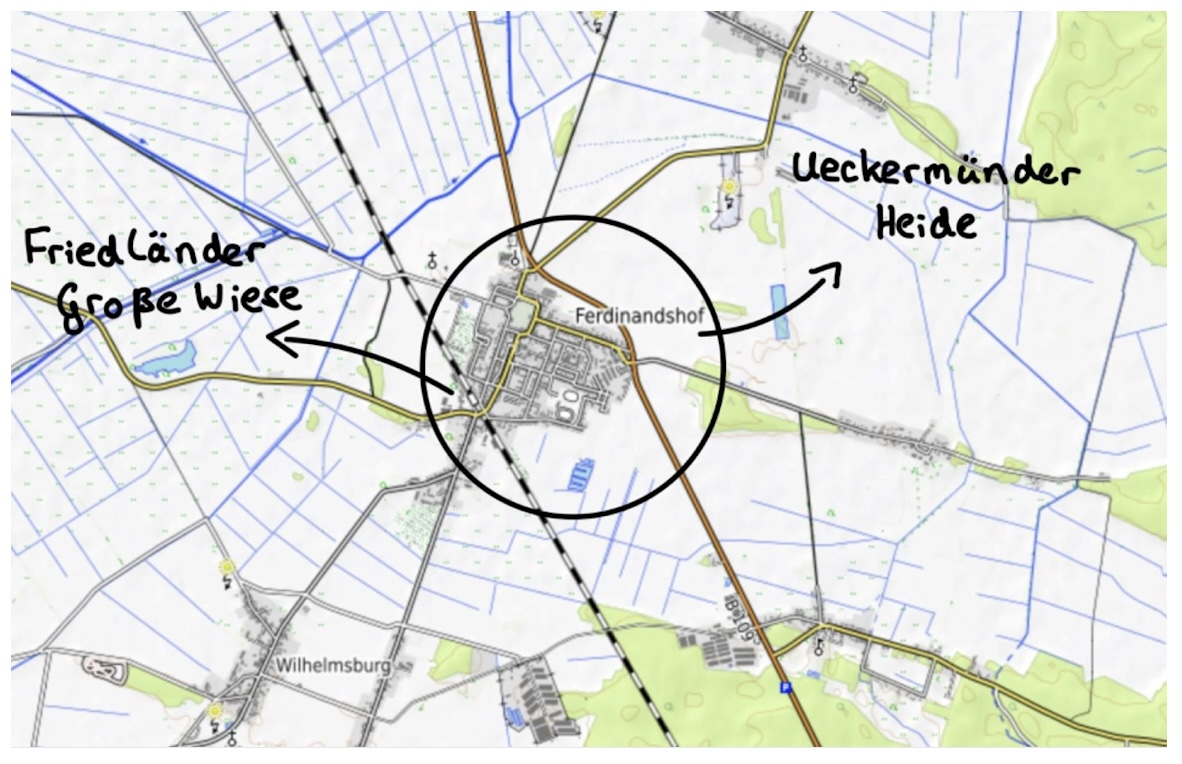 Ueckermünder
Heide
Friedländer
Große Wiese
Ferdinandshof
B109
Wilhelmsburg
P